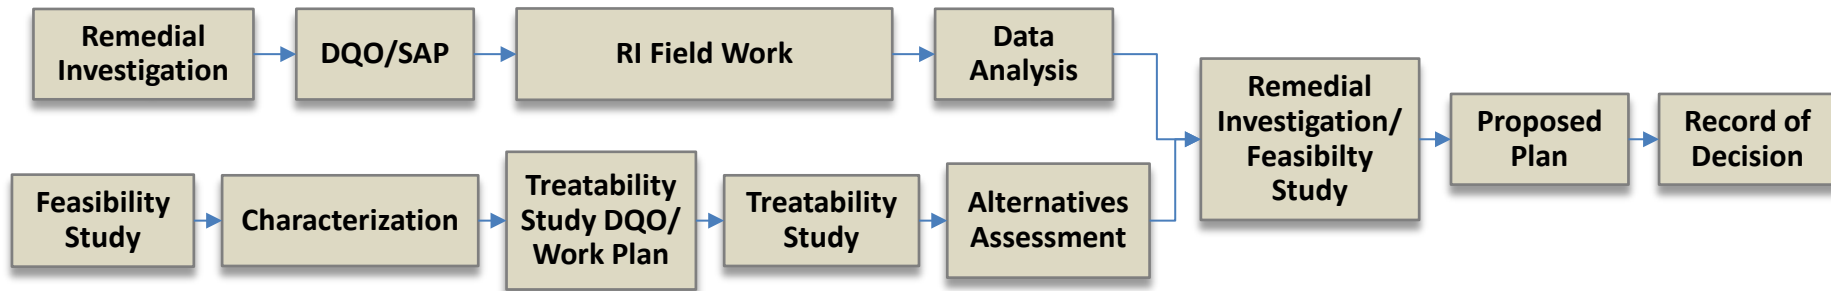 Remedial
Investigation
DQO/SAP
RI Field Work
Data
Analysis
Feasibility
Study
Characterization
Treatability
Study DQO/
Work Plan
Treatability
Study
Alternatives
Assessment
Remedial
Investigation/
Feasibilty
Study
Proposed
Plan
Record of
Decision